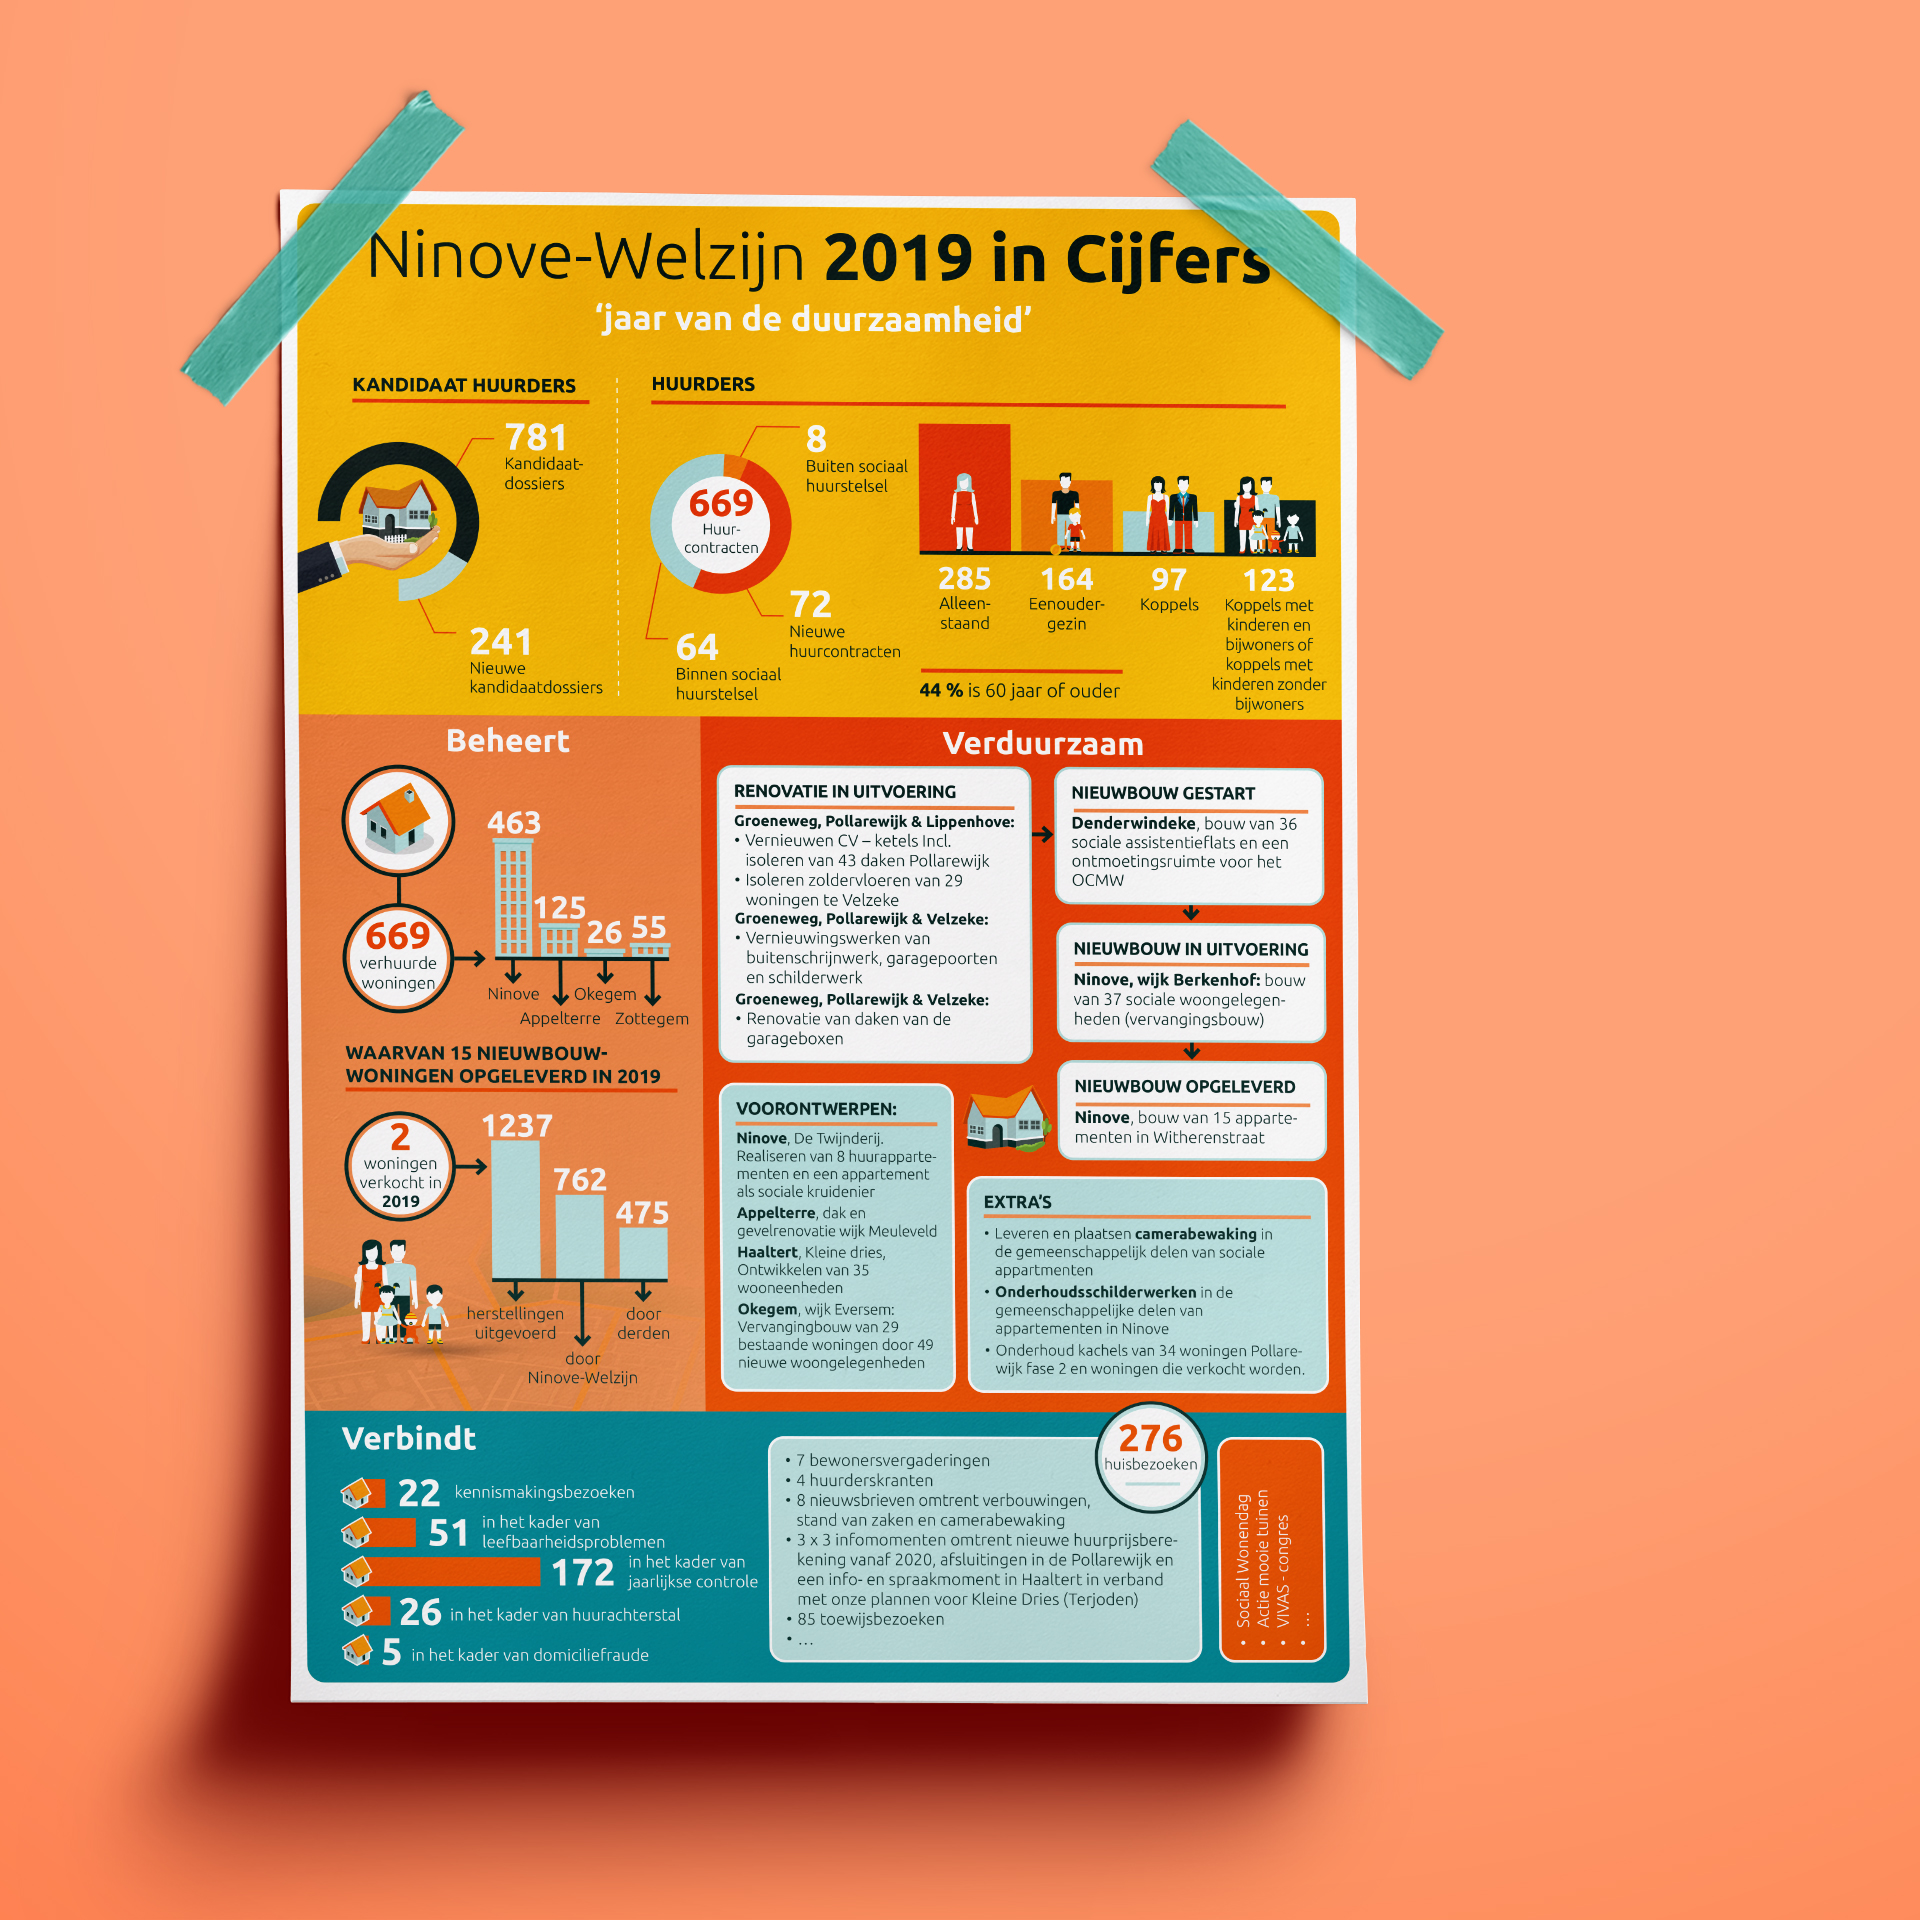 Ninove-Welzijn 2019 in Cijfers
‘jaar van de duurzaamheid’
KANDIDAAT HUURDERS
781
Kandidaat-
dossiers
241
Nieuwe
kandidaatdossiers
HUURDERS
669
Huur-
contracten
8
Buiten sociaal
huurstelsel
72
Nieuwe
huurcontracten
64
Binnen sociaal
huurstelsel
285
Alleen-
staand
164
Eenouder-
gezin
97
Koppels
123
Koppels met
kinderen en
bijwoners of
koppels met
kinderen zonder
bijwoners
44 % is 60 jaar of ouder
Beheert
669
verhuurde
woningen
463
125
26
55
Ninove
Appelterre
Okegem
Zottegem
WAARVAN 15 NIEUWBOUW-
WONINGEN OPGELEVERD IN 2019
2
woningen
verkocht in
2019
1237
762
475
herstellingen
uitgevoerd
door
Ninove-Welzijn
door
derden
Verduurzaam
RENOVATIE IN UITVOERING
Groeneweg, Pollarewijk & Lippenhove:
• Vernieuwen CV – ketels Incl.
isoleren van 43 daken Pollarewijk
• Isoleren zoldervloeren van 29
woningen te Velzeke
Groeneweg, Pollarewijk & Velzeke:
• Vernieuwingswerken van
buitenschrijnwerk, garagepoorten
en schilderwerk
Groeneweg, Pollarewijk & Velzeke:
• Renovatie van daken van de
garageboxen
NIEUWBOUW GESTART
Denderwindeke, bouw van 36
sociale assistentieflats en een
ontmoetingsruimte voor het
OCMW
NIEUWBOUW IN UITVOERING
Ninove, wijk Berkenhof: bouw
van 37 sociale woongelegen-
heden (vervangingsbouw)
NIEUWBOUW OPGELEVERD
Ninove, bouw van 15 apparte-
menten in Witherenstraat
VOORONTWERPEN:
Ninove, De Twijnderij.
Realiseren van 8 huurapparte-
menten en een appartement
als sociale kruidenier
Appelterre, dak en
gevelrenovatie wijk Meuleveld
Haaltert, Kleine dries,
Ontwikkelen van 35
wooneenheden
Okegem, wijk Eversem:
Vervangingbouw van 29
bestaande woningen door 49
nieuwe woongelegenheden
EXTRA’S
• Leveren en plaatsen camerabewaking in
de gemeenschappelijk delen van sociale
appartmenten
• Onderhoudsschilderwerken in de
gemeenschappelijke delen van
appartementen in Ninove
• Onderhoud kachels van 34 woningen Pollare-
wijk fase 2 en woningen die verkocht worden.
Verbindt
22 kennismakingsbezoeken
51 in het kader van
leefbaarheidsproblemen
172 in het kader van
jaarlijkse controle
26 in het kader van huurachterstal
5 in het kader van domiciliefraude
276
huisbezoeken
• 7 bewonersvergaderingen
• 4 huurderskranten
• 8 nieuwsbrieven omtrent verbouwingen,
stand van zaken en camerabewaking
• 3 x 3 infomomenten omtrent nieuwe huurprijsbere-
kening vanaf 2020, afsluitingen in de Pollarewijk en
een info- en spraakmoment in Haaltert in verband
met onze plannen voor Kleine Dries (Terjoden)
• 85 toewijsbezoeken
• ...
• Sociaal Wonendag
• Actie mooie tuinen
• VIVAS - congres
• ...